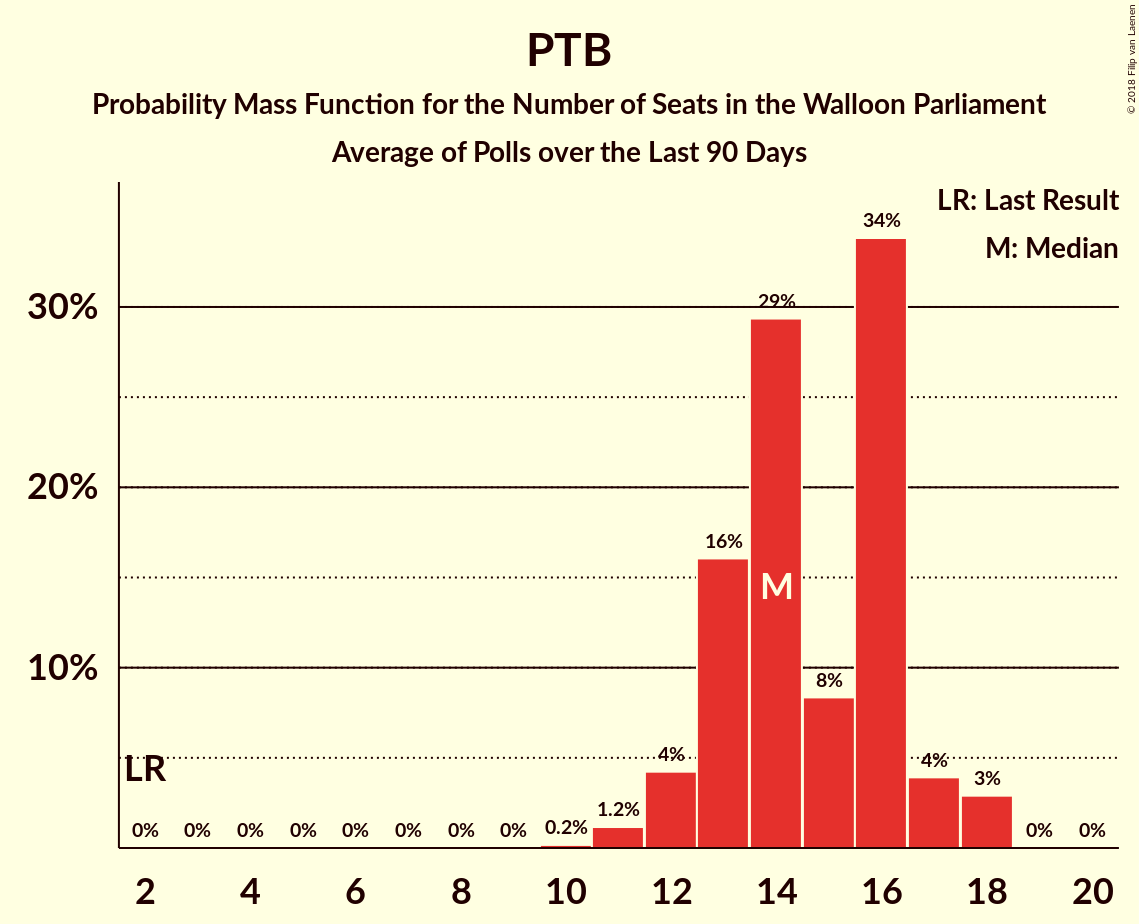 PTB
Probability Mass Function for the Number of Seats in the Walloon Parliament
Average of Polls over the Last 90 Days
© 2018 Filip van Laenen
LR: Last Result
M: Median
34%
30%
29%
20%
16%
M
10%
8%
LR
4%
4%
3%
0% 0% 0% 0% 0% 0% 0% 0% 0.2% 1.2% 0% 0%
2 4 6 8 10 12 14 16 18 20